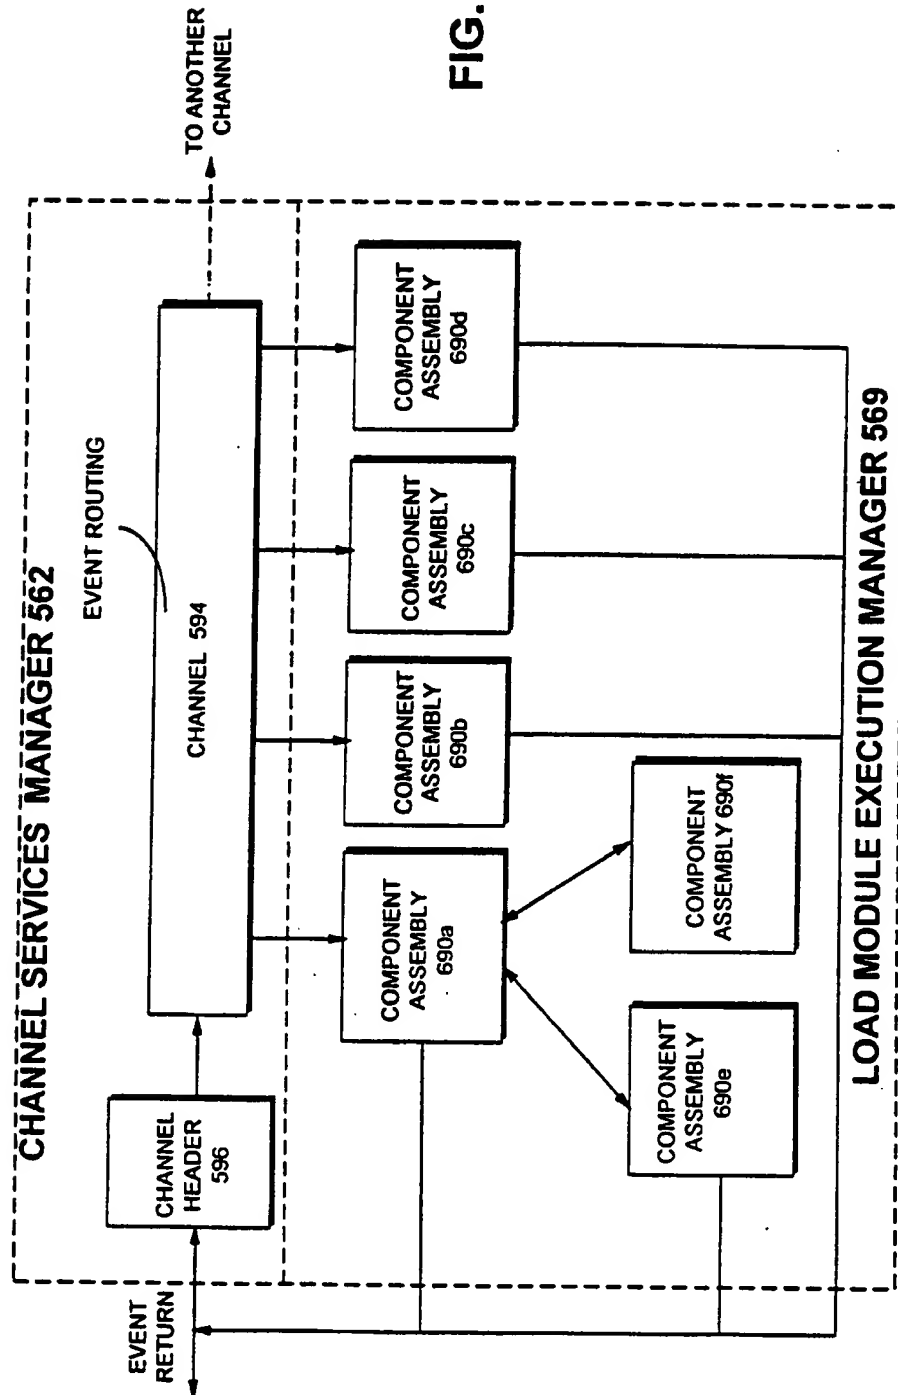 CHANNEL SERVICES MANAGER 562
EVENT
RETURN
CHANNEL
HEADER
596
CHANNEL 594
EVENT ROUTING
TO ANOTHER
CHANNEL
COMPONENT
ASSEMBLY
690a
COMPONENT
ASSEMBLY
690b
COMPONENT
ASSEMBLY
690c
COMPONENT
ASSEMBLY
690d
COMPONENT
ASSEMBLY
690e
COMPONENT
ASSEMBLY 690f
LOAD MODULE EXECUTION MANAGER 569
FIG.